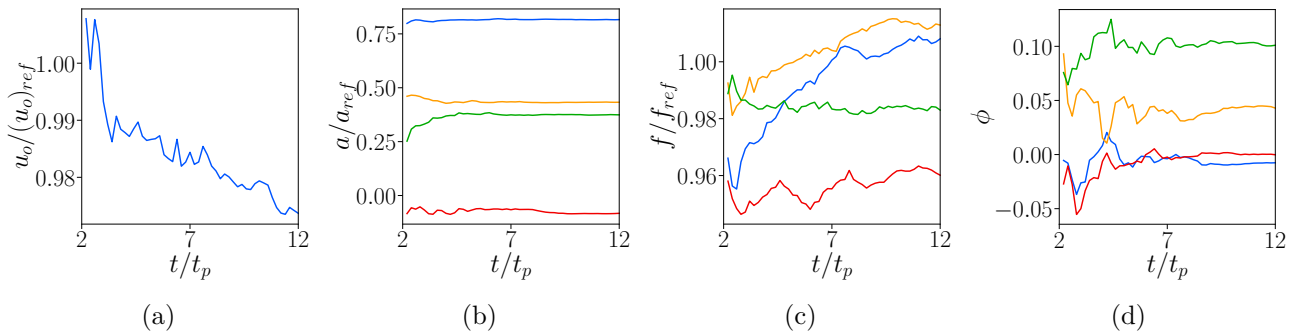 1.00
0.99
0.98
u_o/(u_o)_{ref}
2
7
12
t/t_p
(a)
0.75
0.50
0.25
0.00
a/a_{ref}
2
7
12
t/t_p
(b)
1.00
0.98
0.96
f/f_{ref}
2
7
12
t/t_p
(c)
0.10
0.05
0.00
−0.05
ϕ
2
7
12
t/t_p
(d)